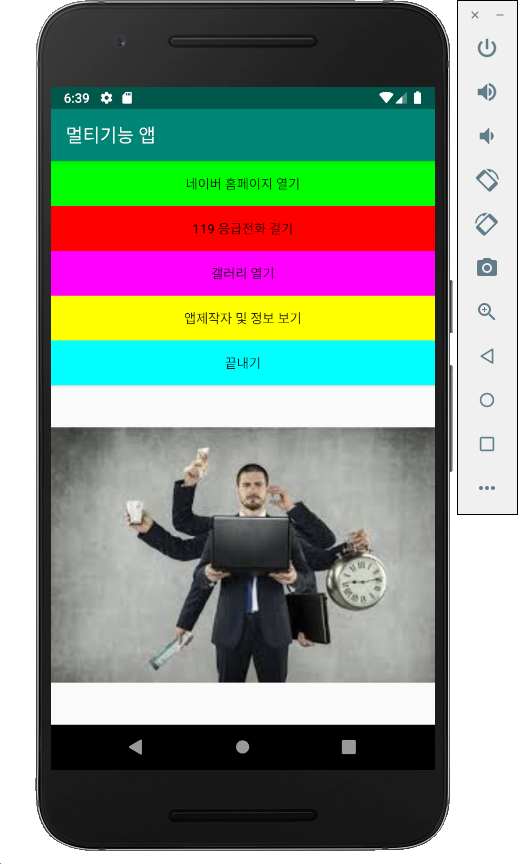 6:39
멀티기능 앱
네이버 홈페이지 열기
119 응급전화 걸기
갤러리 열기
앱제작자 및 정보 보기
끝내기